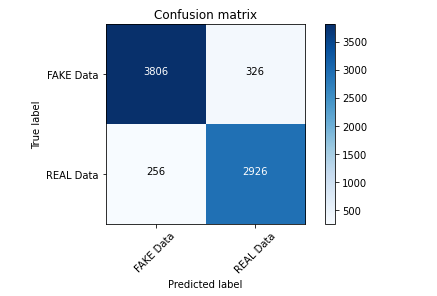 Confusion matrix
True label
FAKE Data
3806
326
REAL Data
256
2926
FAKE Data
REAL Data
Predicted label
3500
3000
2500
2000
1500
1000
500